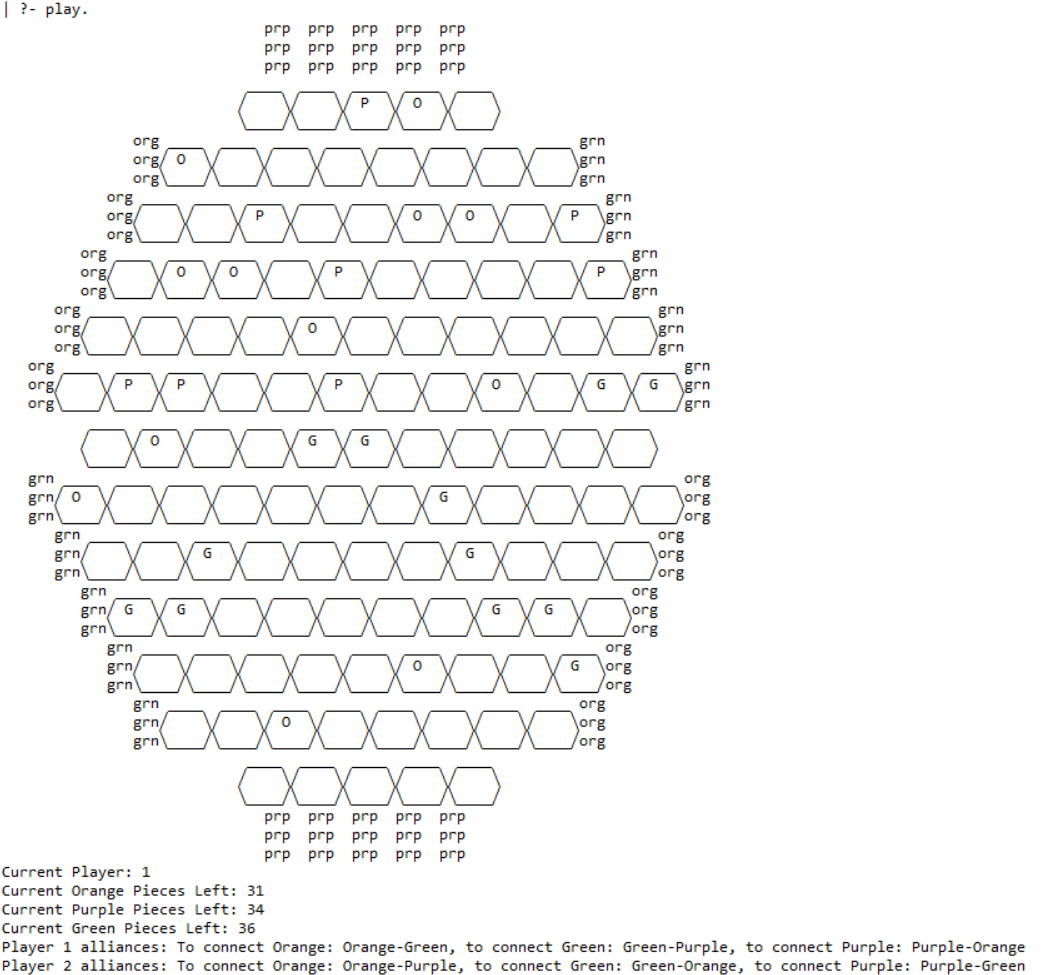 | ?- play.
prp prp prp prp prp
prp prp prp prp prp
prp prp prp prp prp
P O
org grn
org O grn
org grn
org grn
org P O O P grn
org grn
org grn
org O O P P grn
org grn
org grn
org O grn
org grn
org grn
org P P P O G G grn
org grn
O G G
grn org
grn O G org
grn org
grn org
grn G G org
grn org
grn org
grn G G G G org
grn org
grn org
grn O G org
grn org
grn org
grn O org
grn org
prp prp prp prp prp
prp prp prp prp prp
prp prp prp prp prp
Current Player: 1
Current Orange Pieces Left: 31
Current Purple Pieces Left: 34
Current Green Pieces Left: 36
Player 1 alliances: To connect Orange: Orange-Green, to connect Green: Green-Purple, to connect Purple: Purple-Orange
Player 2 alliances: To connect Orange: Orange-Purple, to connect Green: Green-Orange, to connect Purple: Purple-Green